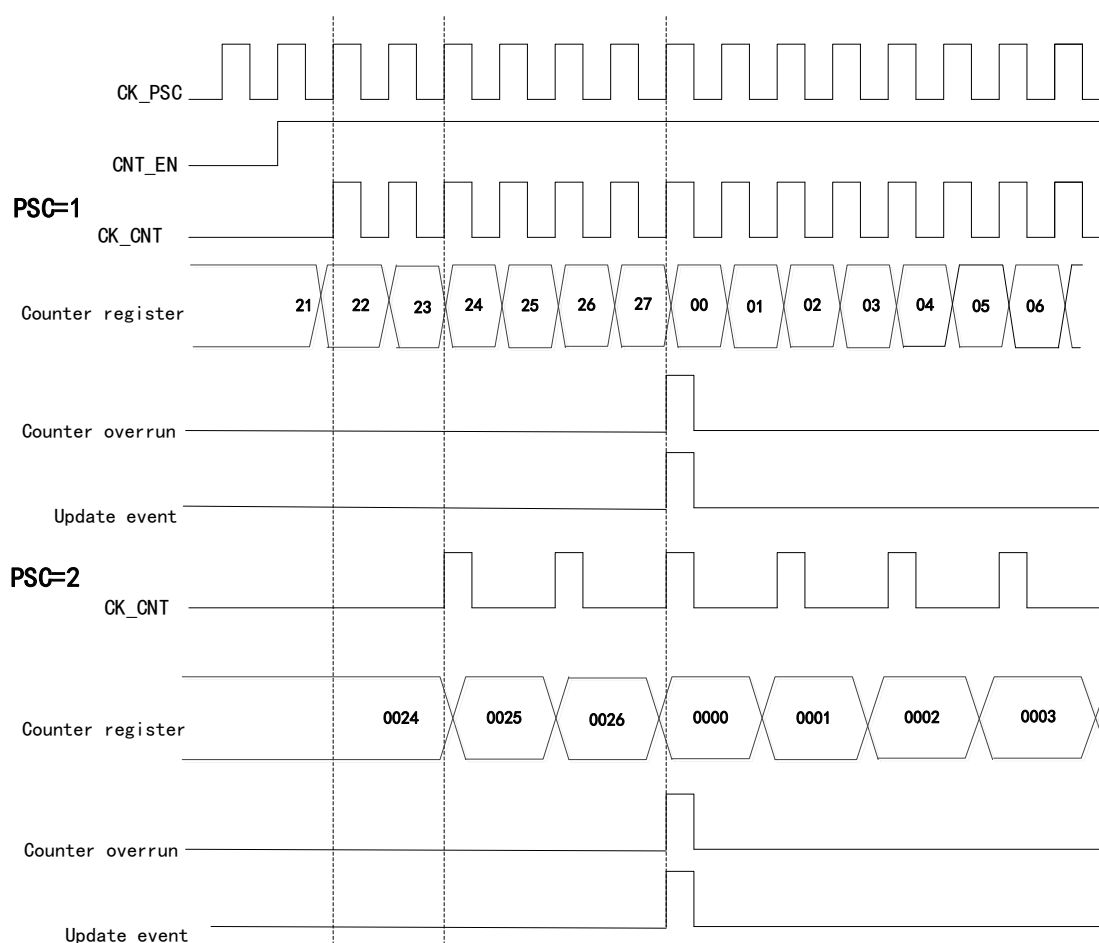 CK_PSC
CNT_EN
PSC=1
CK_CNT
Counter register 21 22 23 24 25 26 27 00 01 02 03 04 05 06
Counter overrun
Update event
PSC=2
CK_CNT
Counter register 0024 0025 0026 0000 0001 0002 0003
Counter overrun
Update event